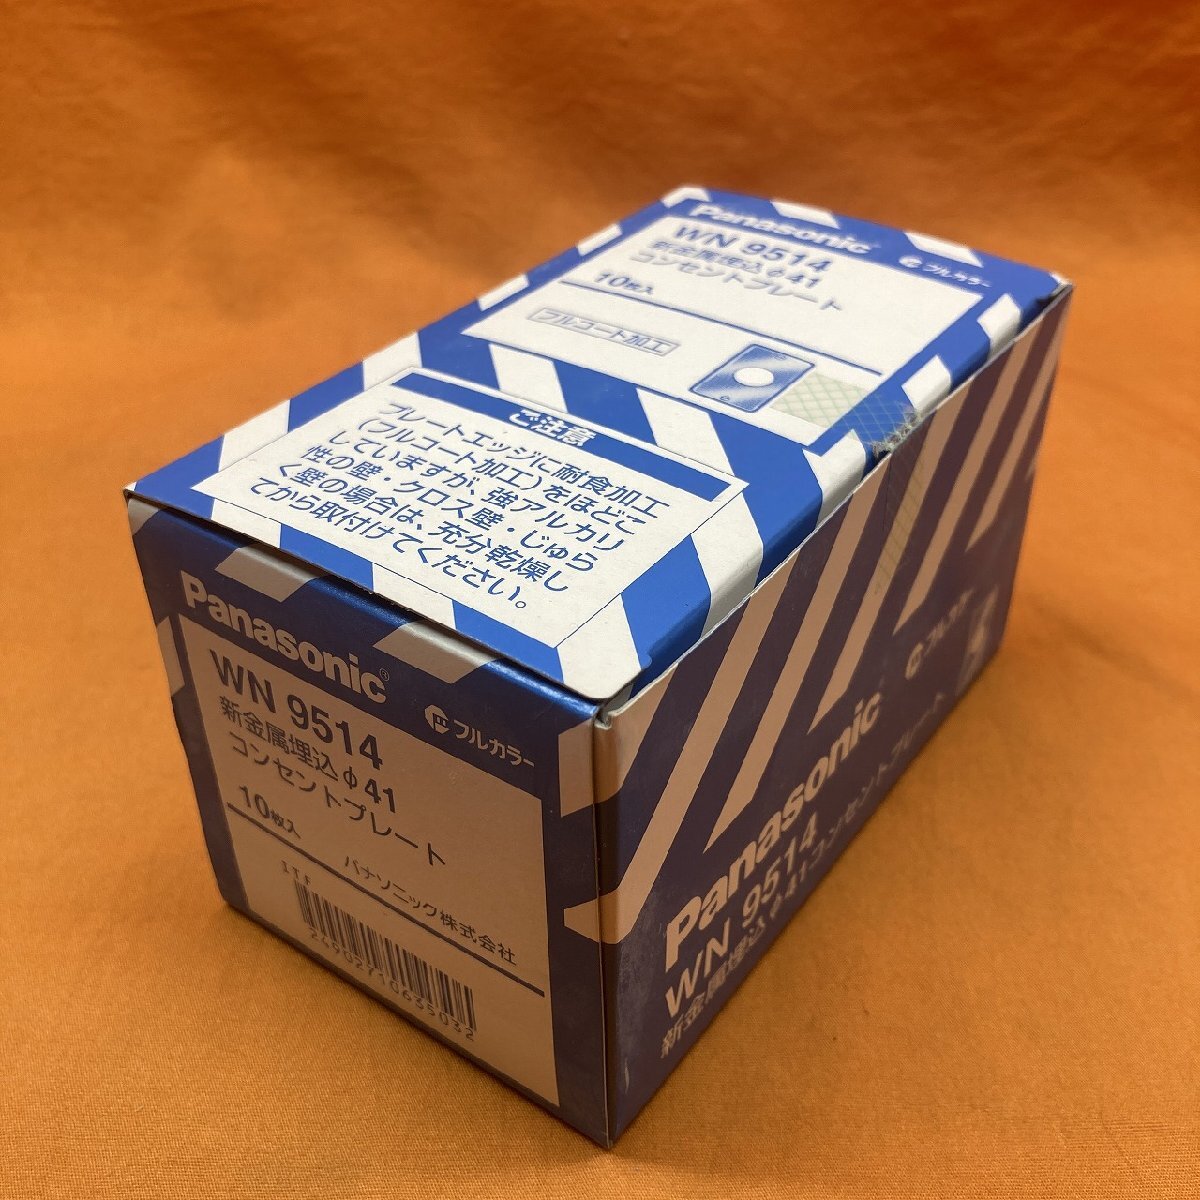 Panasonic
フルカラー
WN 9514
新金属埋込φ41
コンセントプレート
10枚入
フルコート加工
ご注意
プレートエッジに耐食加工
(フルコート加工)をほどこ
していますが、強アルカリ
性の壁・クロス壁・じゅら
く壁の場合は、充分乾燥し
てから取付けてください。
Panasonic®
フルカラー
WN 9514
新金属埋込φ41
コンセントプレート
10枚入
パナソニック株式会社
ITF
Panasonic
フルカラー
WN 9514
新金属埋込φ41コンセントプレート